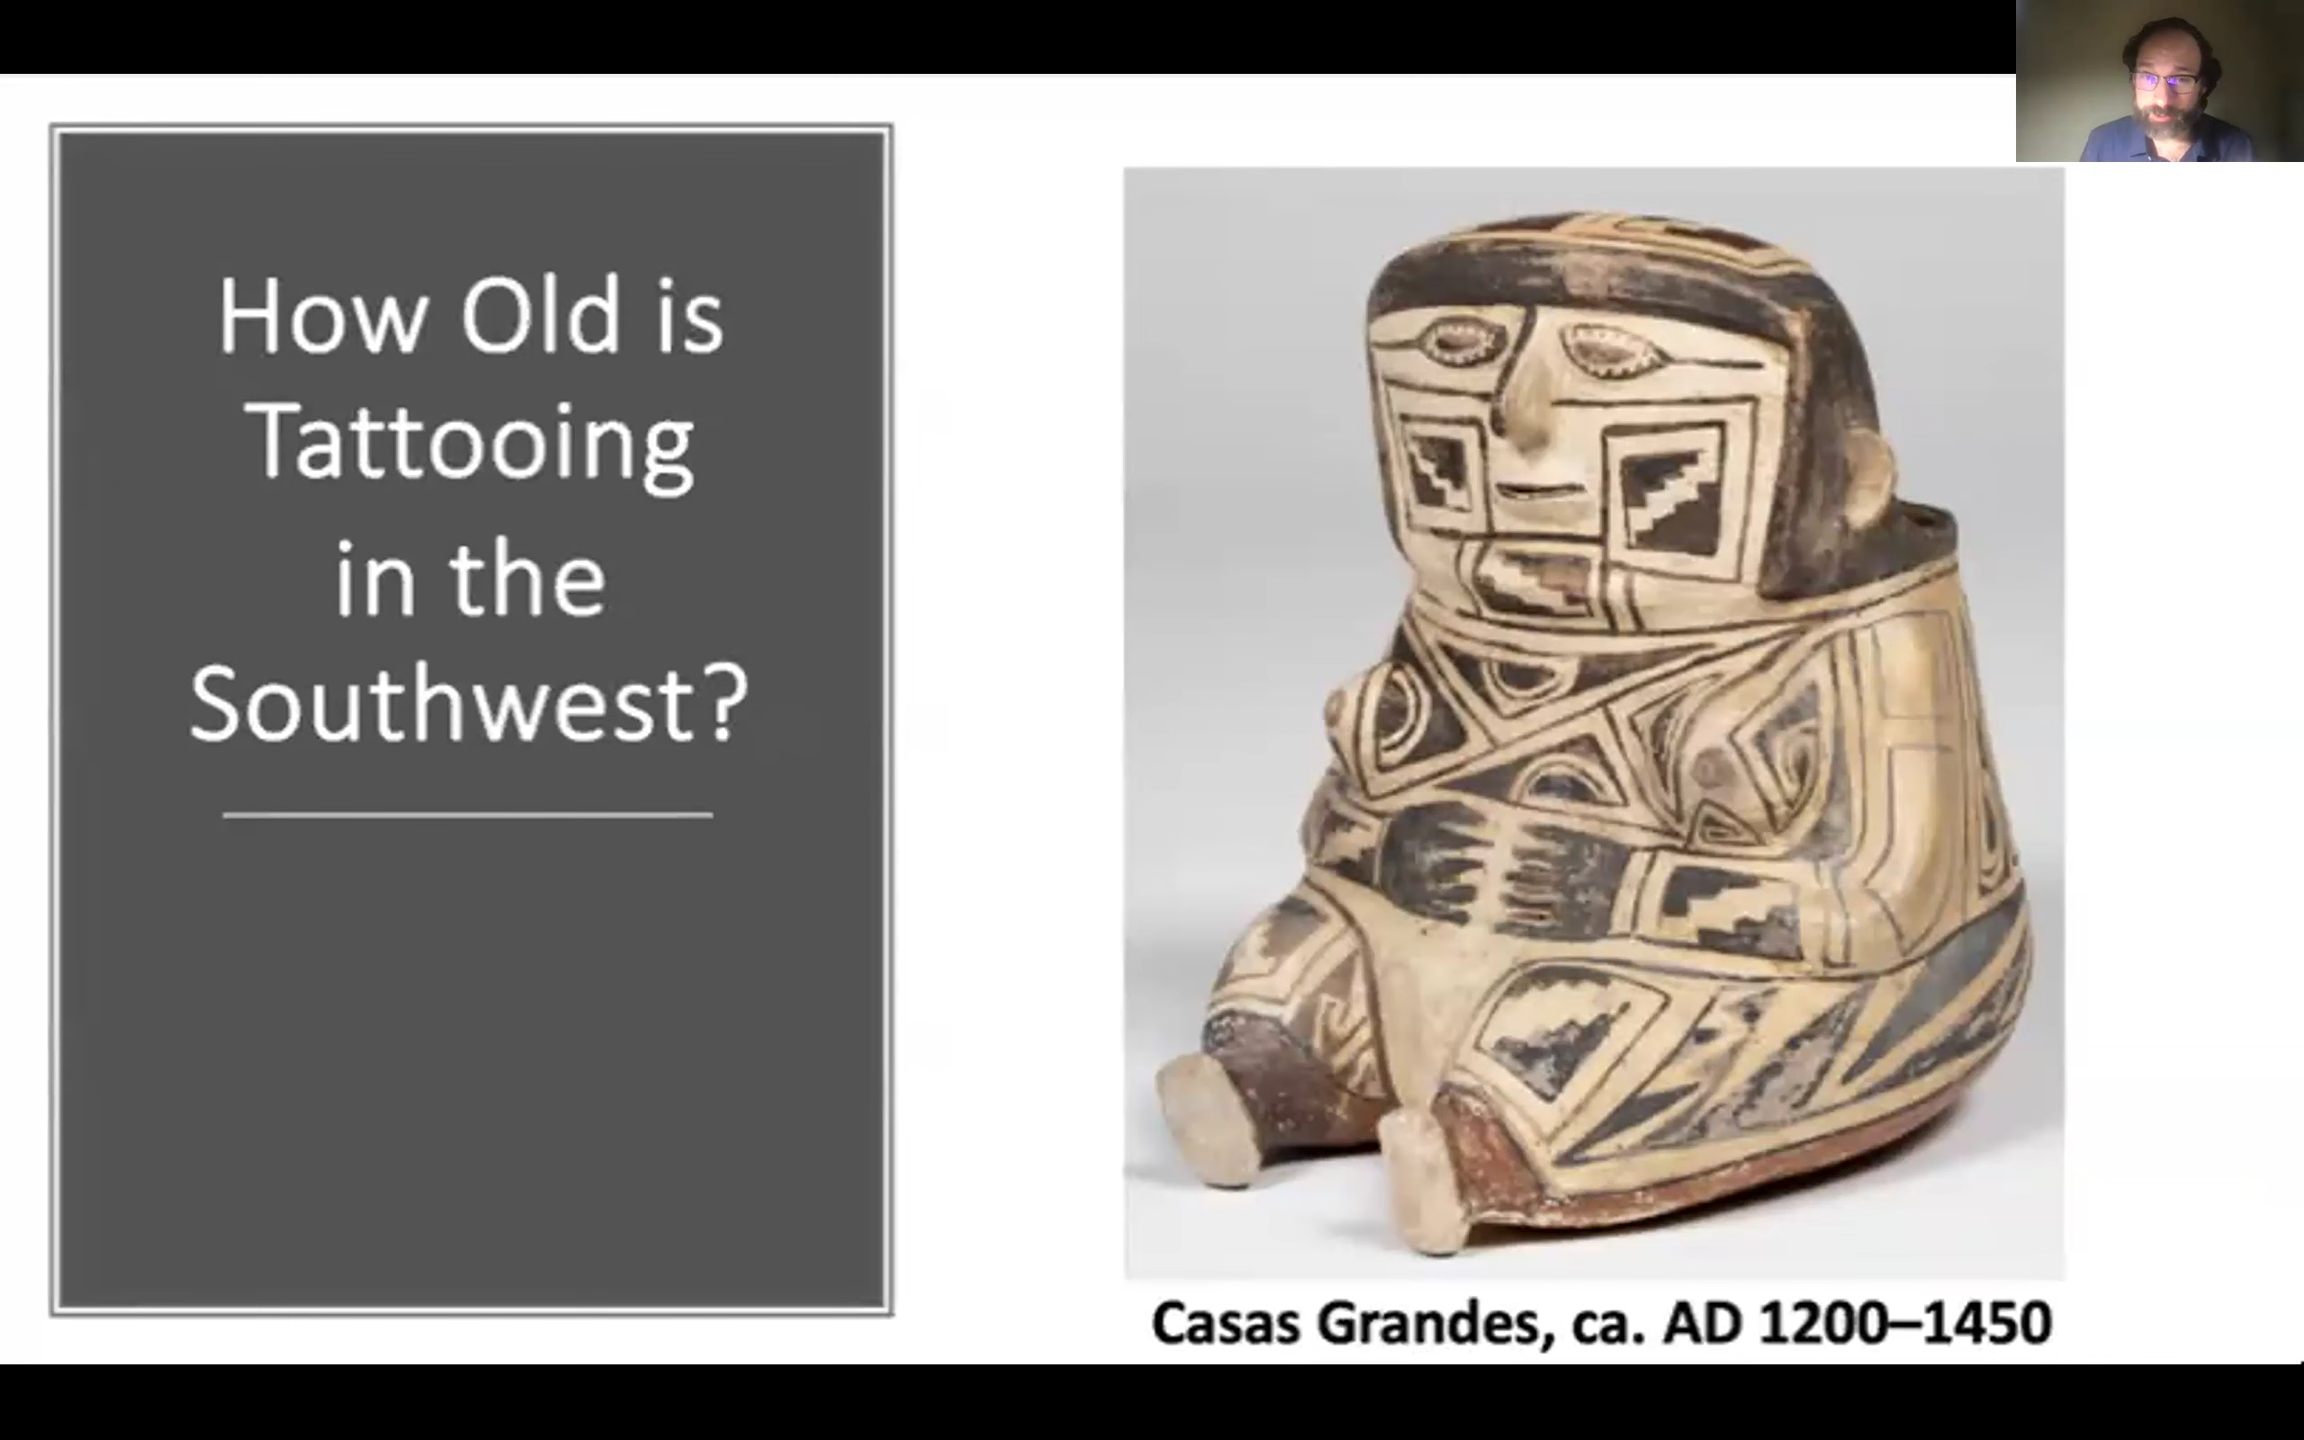 How Old is
Tattooing
in the
Southwest?
Casas Grandes, ca. AD 1200–1450